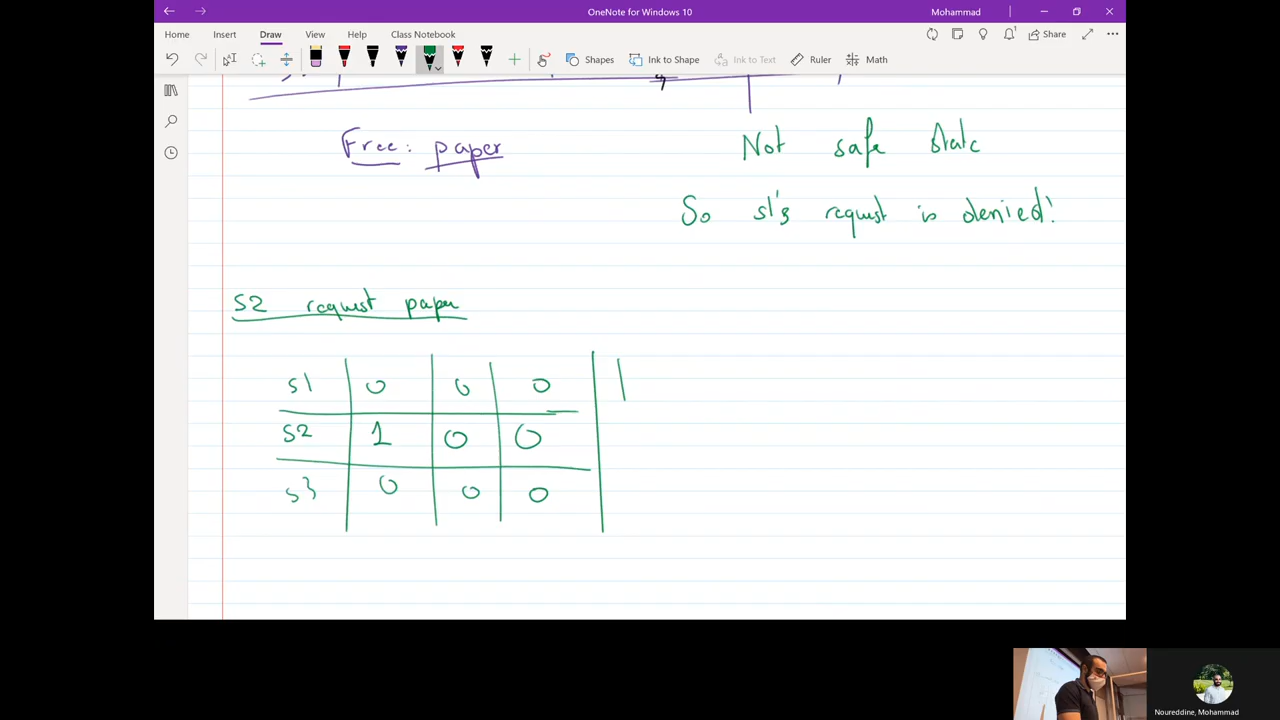 OneNote for Windows 10
Mohammad
Home Insert Draw View Help Class Notebook
Share
Shapes Ink to Shape Ink to Text Ruler Math
Free: paper
Not safe state
So s1's request is denied!
S2 request paper
S1 0 0 0 1
S2 1 0 0
S3 0 0 0
Noureddine, Mohammad